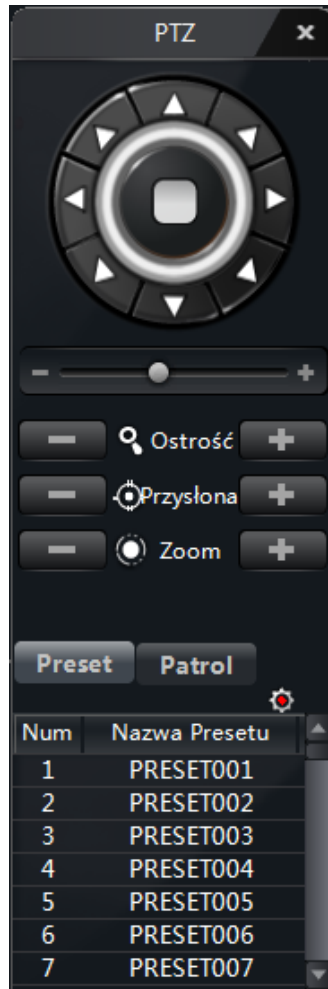 PTZ
Ostrość
Przysłona
Zoom
Preset Patrol
Num Nazwa Presetu
1 PRESET001
2 PRESET002
3 PRESET003
4 PRESET004
5 PRESET005
6 PRESET006
7 PRESET007